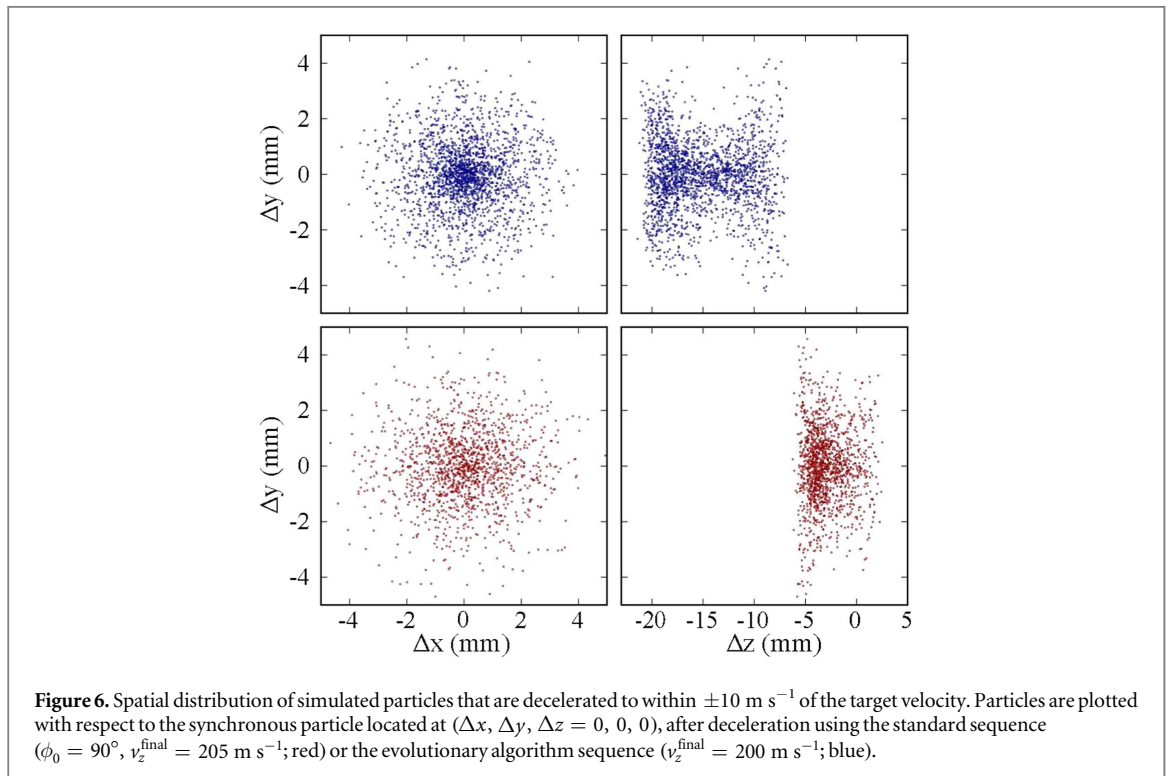 4
2
0
-2
-4
Δy (mm)
4
2
0
-2
-4
Δy (mm)
-4 -2 0 2 4
Δx (mm)
-20 -15 -10 -5 0 5
Δz (mm)
Figure 6. Spatial distribution of simulated particles that are decelerated to within ±10 m s⁻¹ of the target velocity. Particles are plotted
with respect to the synchronous particle located at (Δx, Δy, Δz = 0, 0, 0), after deceleration using the standard sequence
(ϕ₀ = 90°, v_z^final = 205 m s⁻¹; red) or the evolutionary algorithm sequence (v_z^final = 200 m s⁻¹; blue).